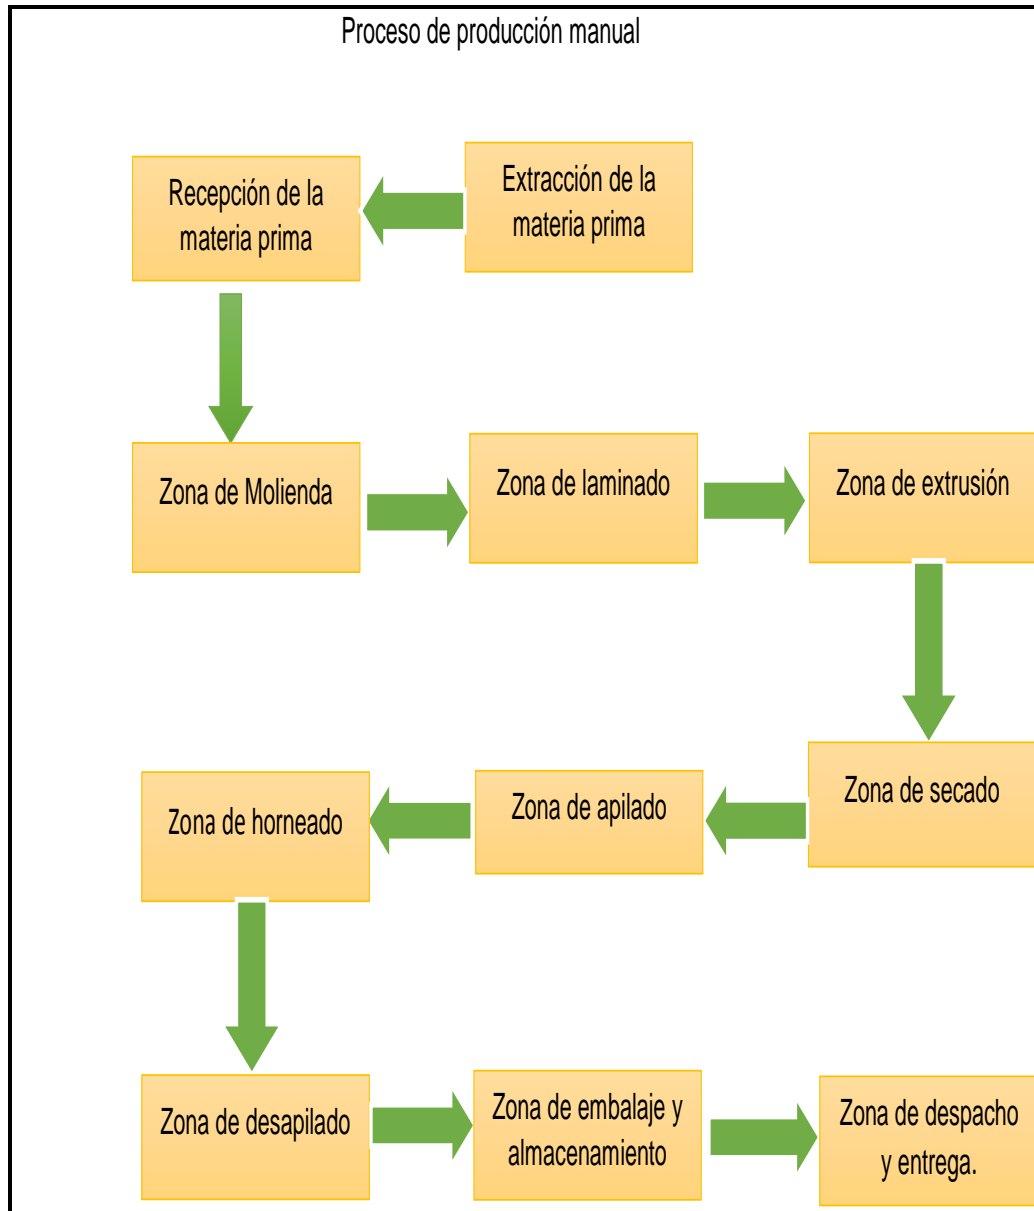 Proceso de producción manual
Recepción de la
materia prima
Extracción de la
materia prima
Zona de Molienda
Zona de laminado
Zona de extrusión
Zona de horneado
Zona de apilado
Zona de secado
Zona de desapilado
Zona de embalaje y
almacenamiento
Zona de despacho
y entrega.